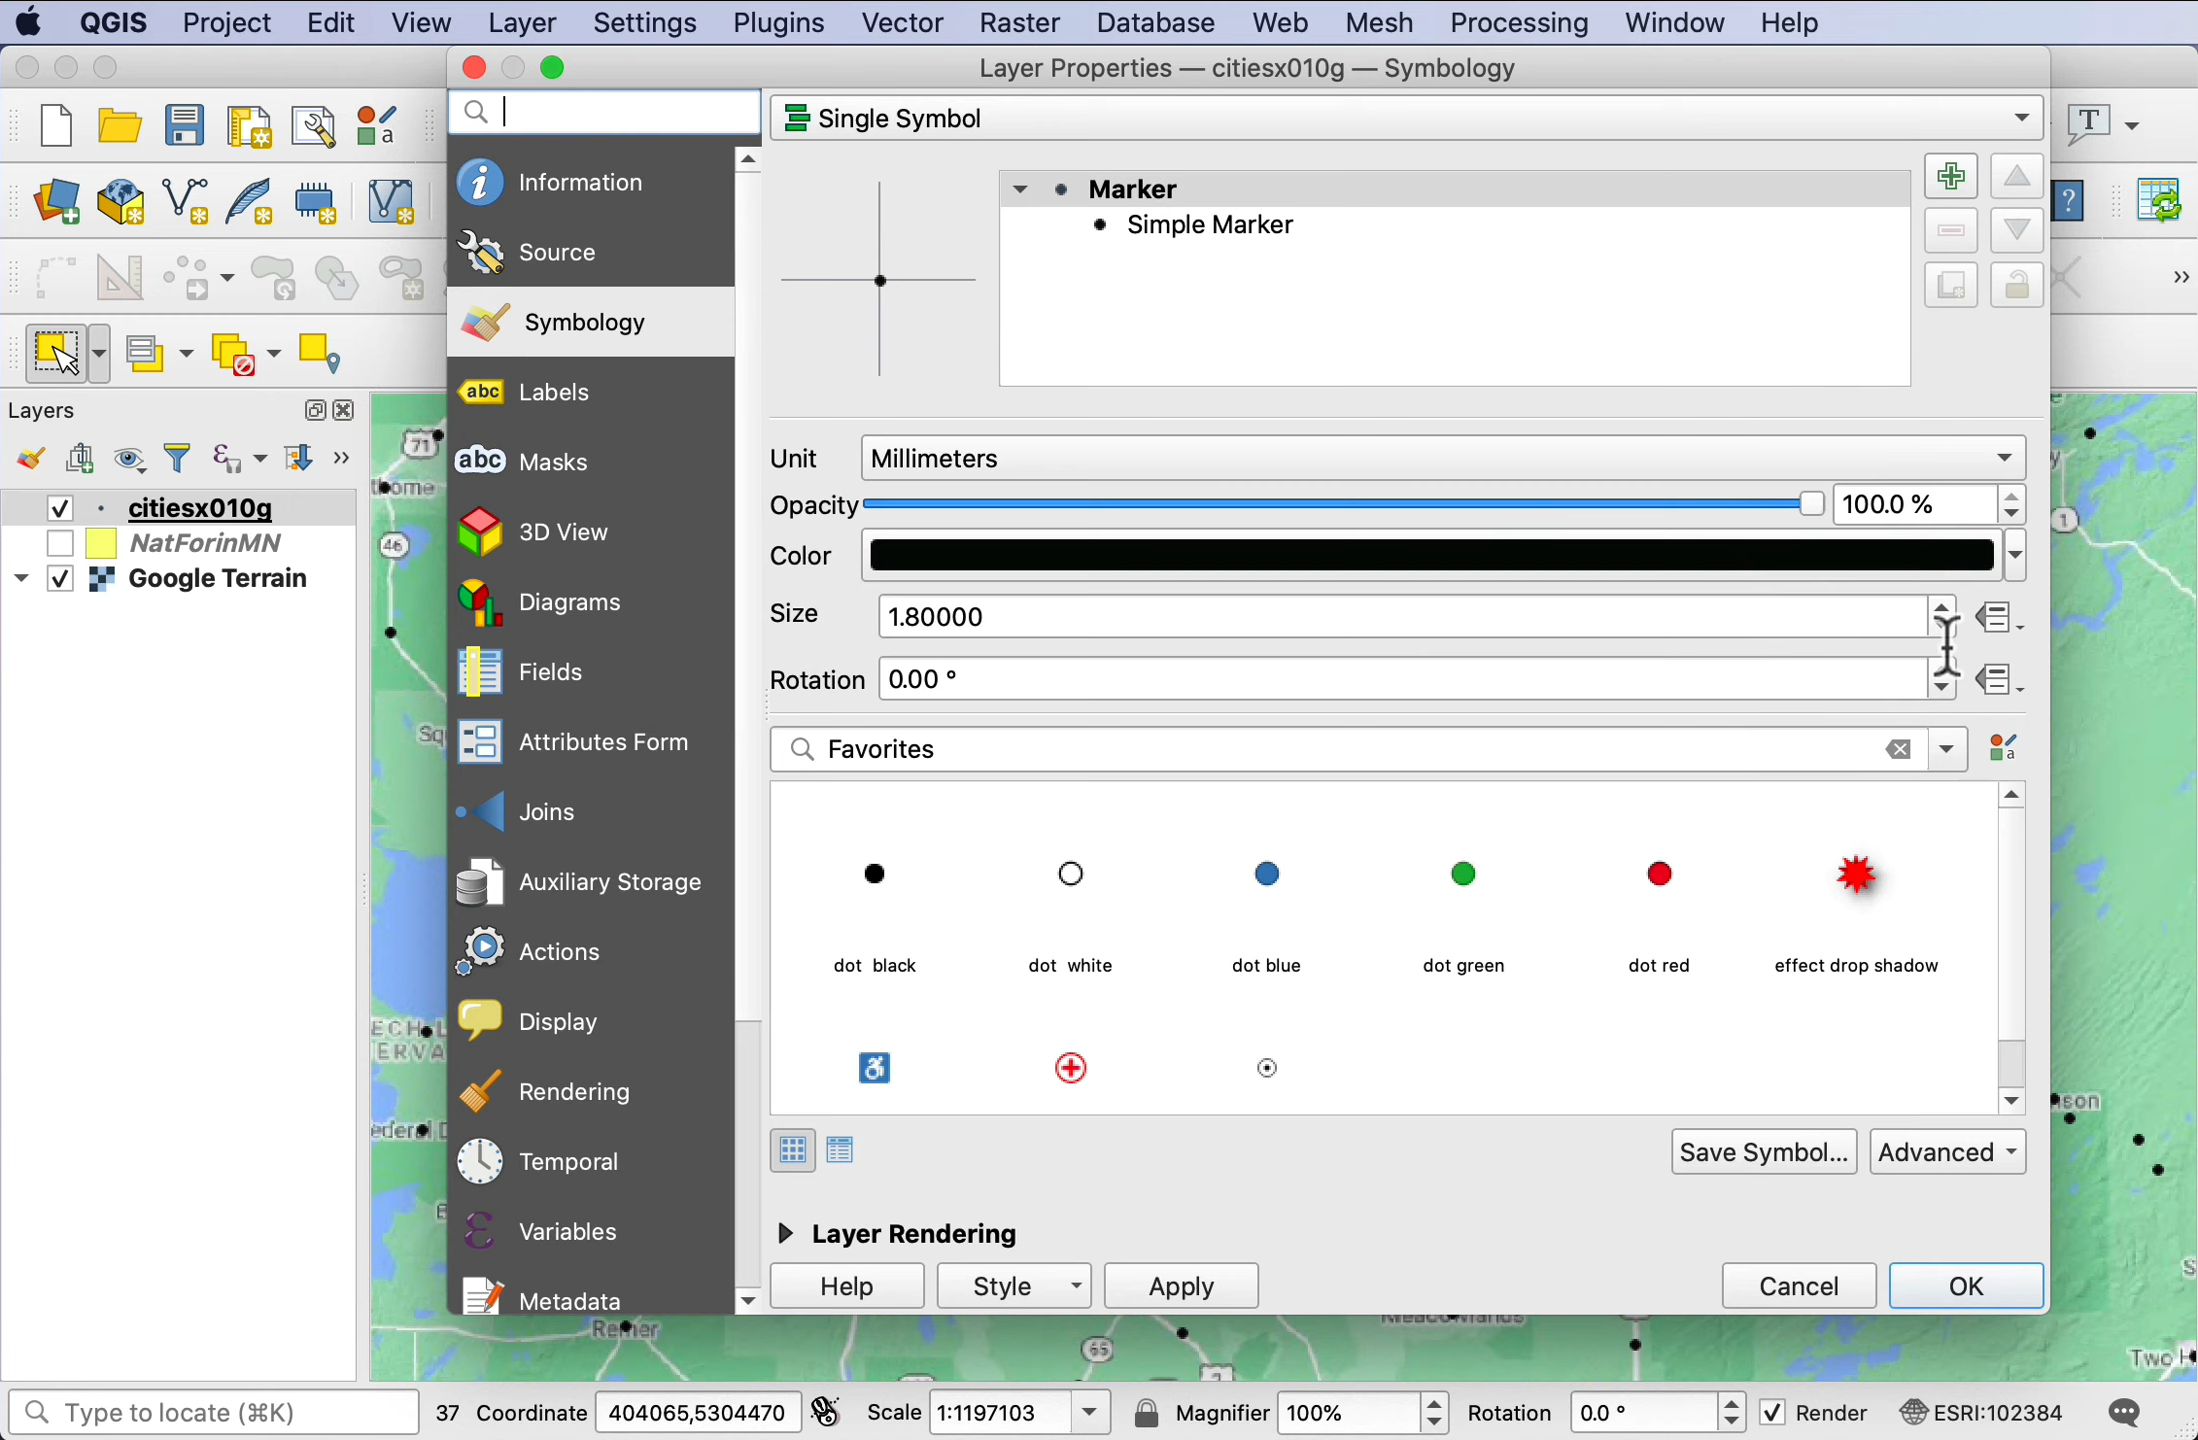 QGIS Project Edit View Layer Settings Plugins Vector Raster Database Web Mesh Processing Window Help
Layer Properties — citiesx010g — Symbology
Single Symbol
Information
Source
Symbology
Labels
Masks
3D View
Diagrams
Fields
Attributes Form
Joins
Auxiliary Storage
Actions
Display
Rendering
Temporal
Variables
Metadata
Marker
Simple Marker
Unit Millimeters
Opacity 100.0 %
Color
Size 1.80000
Rotation 0.00 °
Favorites
dot black dot white dot blue dot green dot red effect drop shadow
Save Symbol... Advanced
Layer Rendering
Help Style Apply Cancel OK
Layers
citiesx010g
NatForinMN
Google Terrain
71
46
1
65
Remer
Type to locate (⌘K) 37 Coordinate 404065,5304470 Scale 1:1197103 Magnifier 100% Rotation 0.0 ° Render ESRI:102384